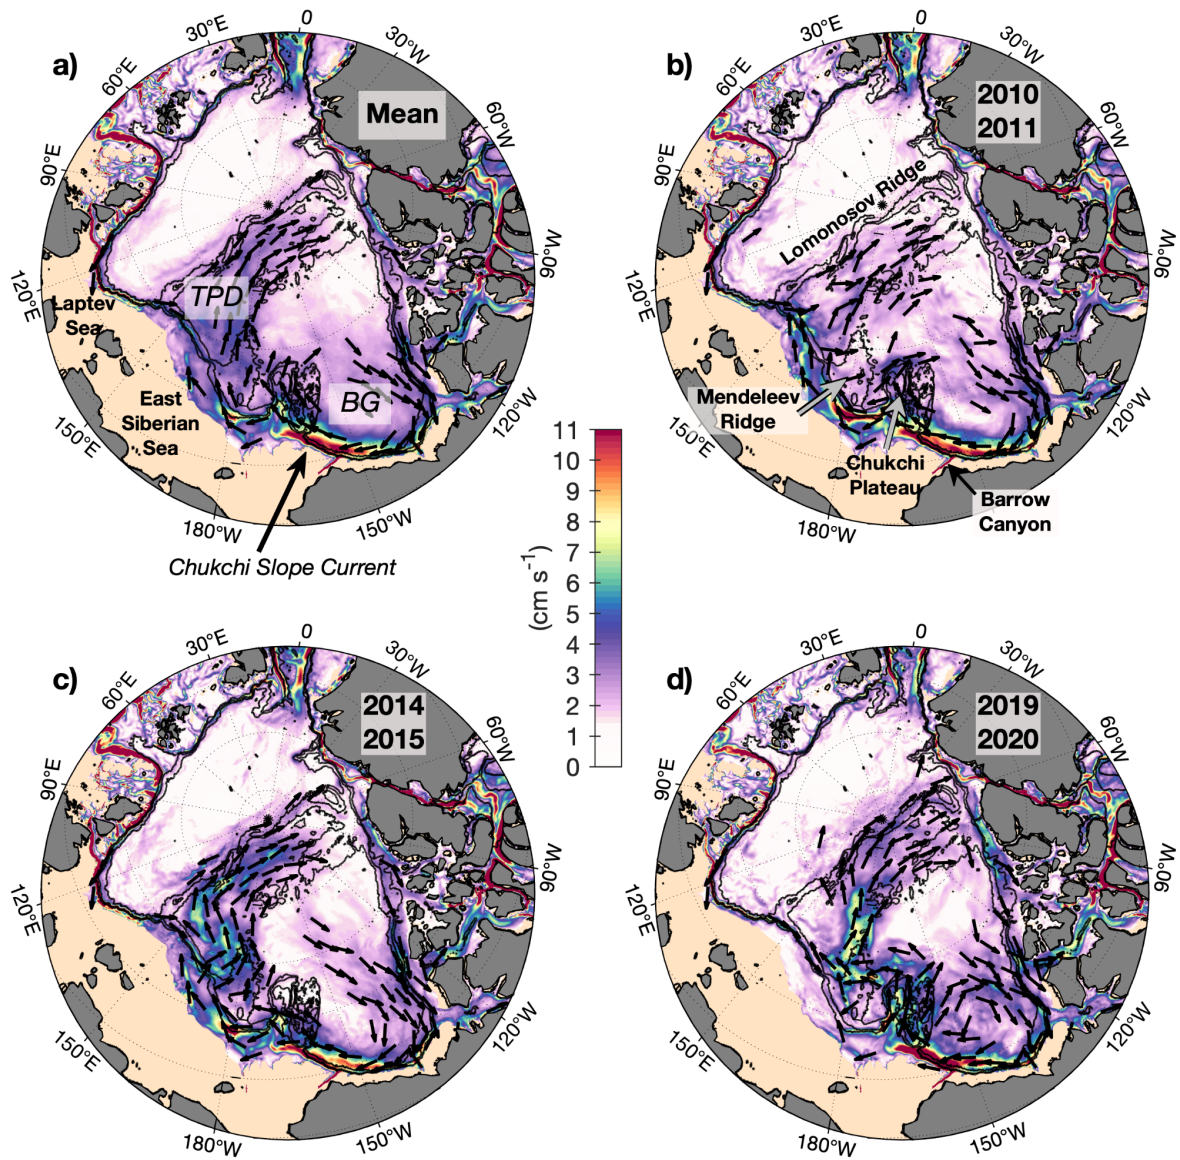 a)
Mean
0
30°W
60°W
90°W
120°W
150°W
180°W
150°E
120°E
90°E
60°E
30°E
TPD
BG
Laptev
Sea
East
Siberian
Sea
Chukchi Slope Current
b)
2010
2011
0
30°W
60°W
90°W
120°W
150°W
180°W
150°E
120°E
90°E
60°E
30°E
Lomonosov Ridge
Mendeleev
Ridge
Chukchi
Plateau
Barrow
Canyon
11
10
9
8
7
6
5
4
3
2
1
0
(cm s⁻¹)
c)
2014
2015
0
30°W
60°W
90°W
120°W
150°W
180°W
150°E
120°E
90°E
60°E
30°E
d)
2019
2020
0
30°W
60°W
90°W
120°W
150°W
180°W
150°E
120°E
90°E
60°E
30°E